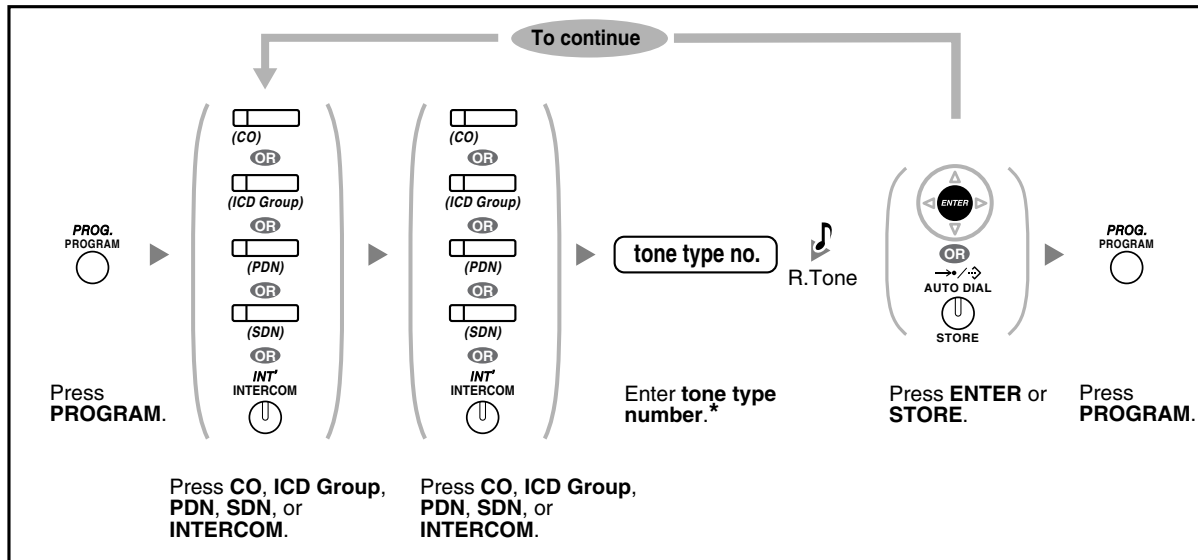 To continue
(CO)
OR
(ICD Group)
OR
(PDN)
OR
(SDN)
OR
INT'
INTERCOM
(CO)
OR
(ICD Group)
OR
(PDN)
OR
(SDN)
OR
INT'
INTERCOM
PROG.
PROGRAM
tone type no.
R.Tone
ENTER
OR
AUTO DIAL
STORE
PROG.
PROGRAM
Press
PROGRAM.
Press CO, ICD Group,
PDN, SDN, or
INTERCOM.
Press CO, ICD Group,
PDN, SDN, or
INTERCOM.
Enter tone type
number.*
Press ENTER or
STORE.
Press
PROGRAM.